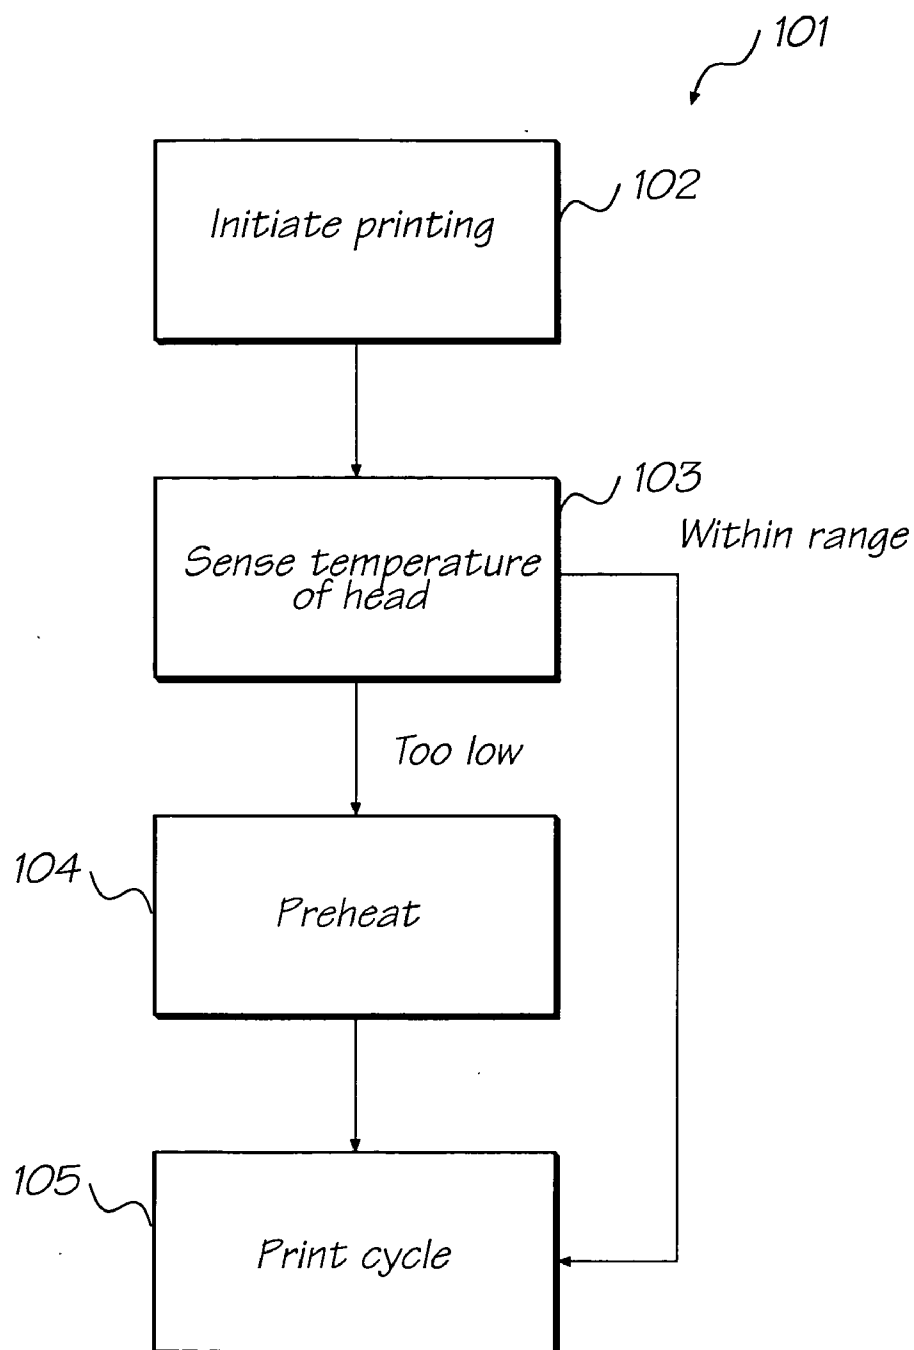 101
Initiate printing
102
103
Within range
Sense temperature
of head
Too low
104
Preheat
105
Print cycle